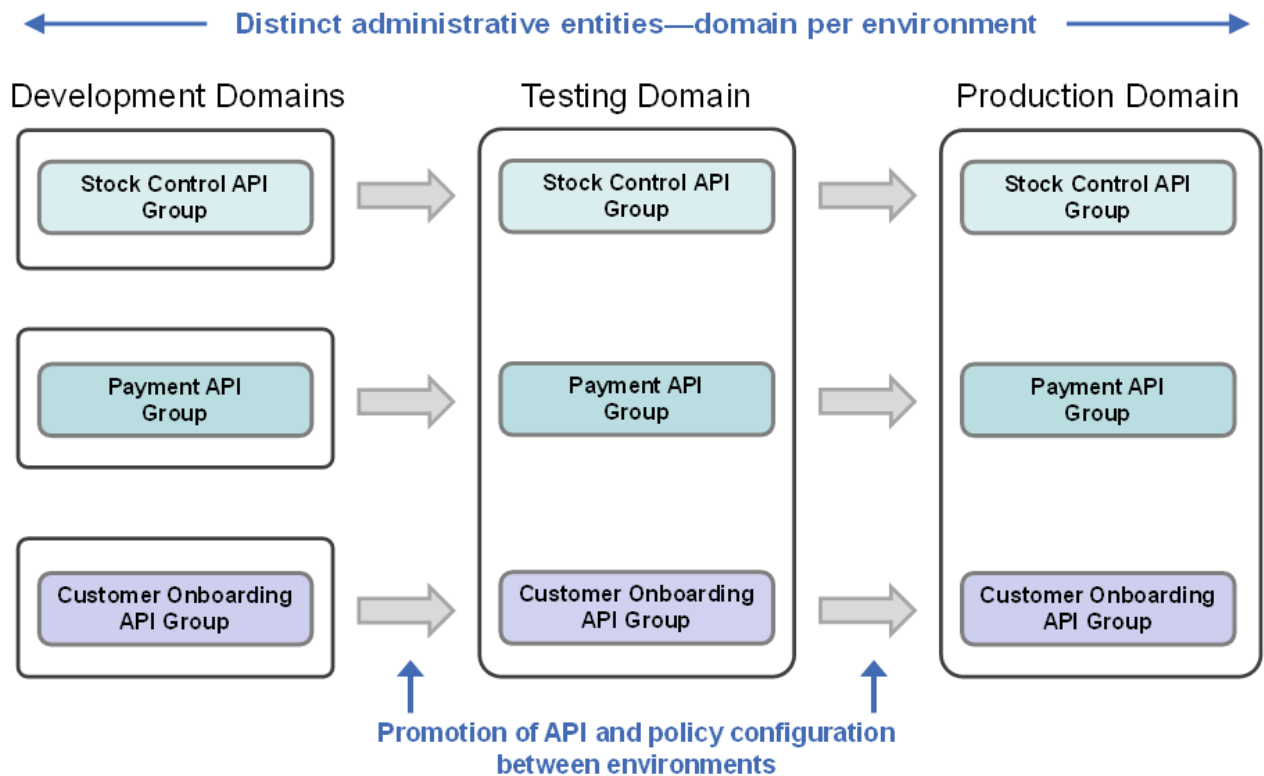 Distinct administrative entities—domain per environment
Development Domains
Testing Domain
Production Domain
Stock Control API
Group
Stock Control API
Group
Stock Control API
Group
Payment API
Group
Payment API
Group
Payment API
Group
Customer Onboarding
API Group
Customer Onboarding
API Group
Customer Onboarding
API Group
Promotion of API and policy configuration
between environments